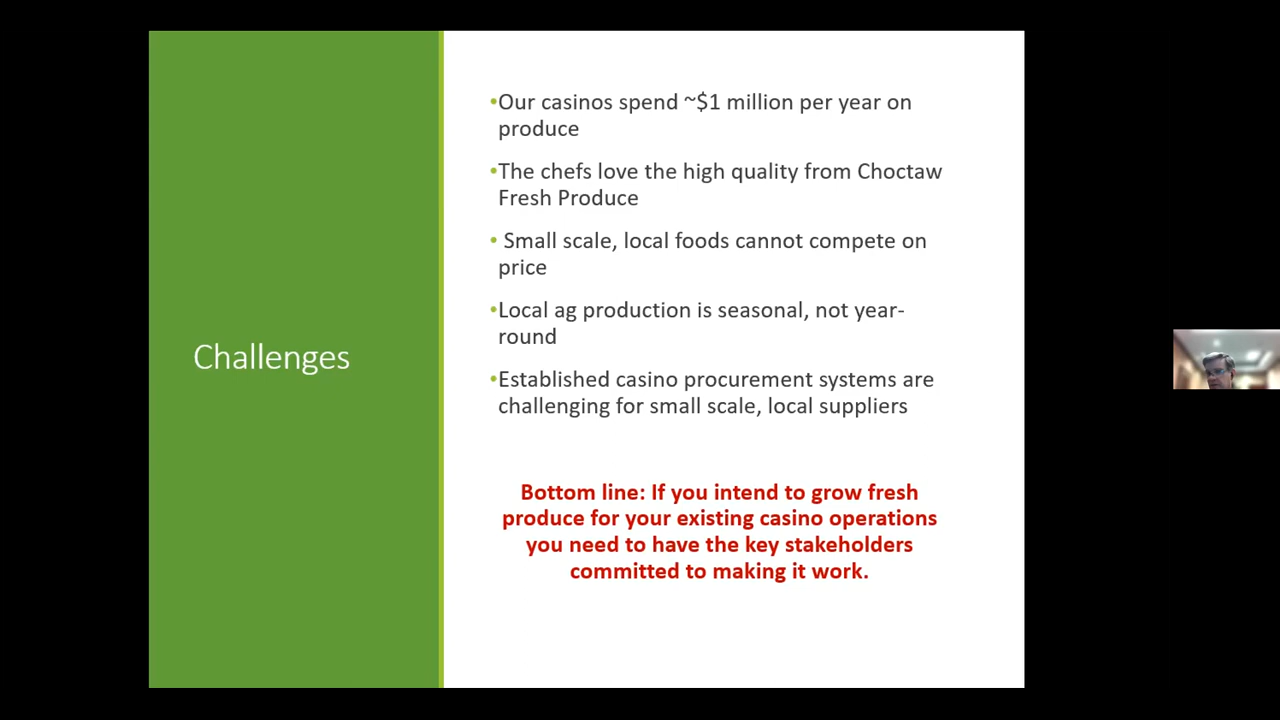 Challenges
•Our casinos spend ~$1 million per year on
produce
•The chefs love the high quality from Choctaw
Fresh Produce
• Small scale, local foods cannot compete on
price
•Local ag production is seasonal, not year-
round
•Established casino procurement systems are
challenging for small scale, local suppliers
Bottom line: If you intend to grow fresh
produce for your existing casino operations
you need to have the key stakeholders
committed to making it work.